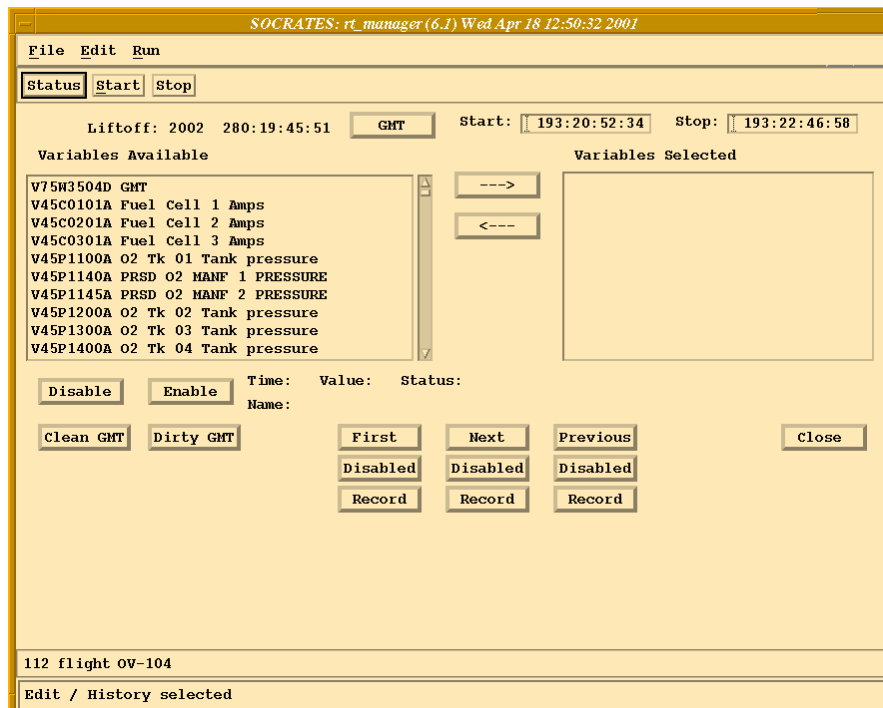 SOCRATES: rt_manager (6.1) Wed Apr 18 12:50:32 2001
File Edit Run
Status Start Stop
Liftoff: 2002 280:19:45:51 GMT Start: 193:20:52:34 Stop: 193:22:46:58
Variables Available Variables Selected
V75W3504D GMT
V45C0101A Fuel Cell 1 Amps
V45C0201A Fuel Cell 2 Amps
V45C0301A Fuel Cell 3 Amps
V45P1100A O2 Tk 01 Tank pressure
V45P1140A PRSD O2 MANF 1 PRESSURE
V45P1145A PRSD O2 MANF 2 PRESSURE
V45P1200A O2 Tk 02 Tank pressure
V45P1300A O2 Tk 03 Tank pressure
V45P1400A O2 Tk 04 Tank pressure
--->
<---
Disable Enable Time: Value: Status:
Name:
Clean GMT Dirty GMT First Next Previous Close
Disabled Disabled Disabled
Record Record Record
112 flight OV-104
Edit / History selected